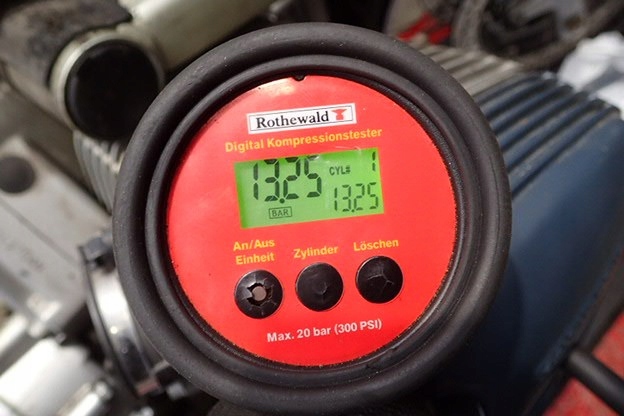 Rothewald
Digital Kompressionstester
13.25 CYL# 1
BAR 13.25
An/Aus Einheit
Zylinder
Löschen
Max. 20 bar (300 PSI)